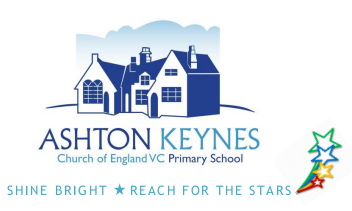 ASHTON KEYNES
Church of England VC Primary School
SHINE BRIGHT ★ REACH FOR THE STARS